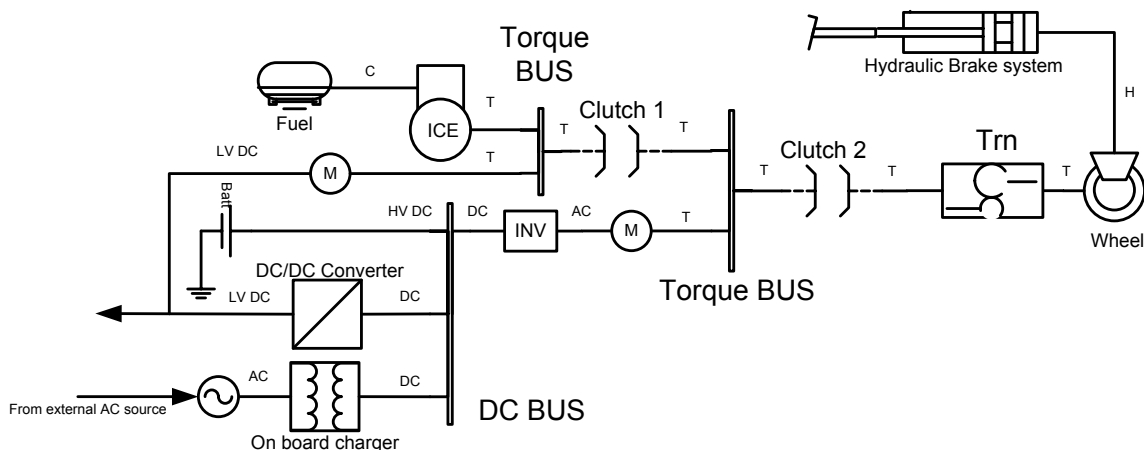 Torque
BUS
Hydraulic Brake system
C
Fuel
ICE
T
T
Clutch 1
T
H
LV DC
M
T
Clutch 2
Trn
T
T
T
Wheel
Batt
HV DC
DC
INV
AC
M
T
Torque BUS
DC/DC Converter
LV DC
DC
AC
DC
From external AC source
On board charger
DC BUS